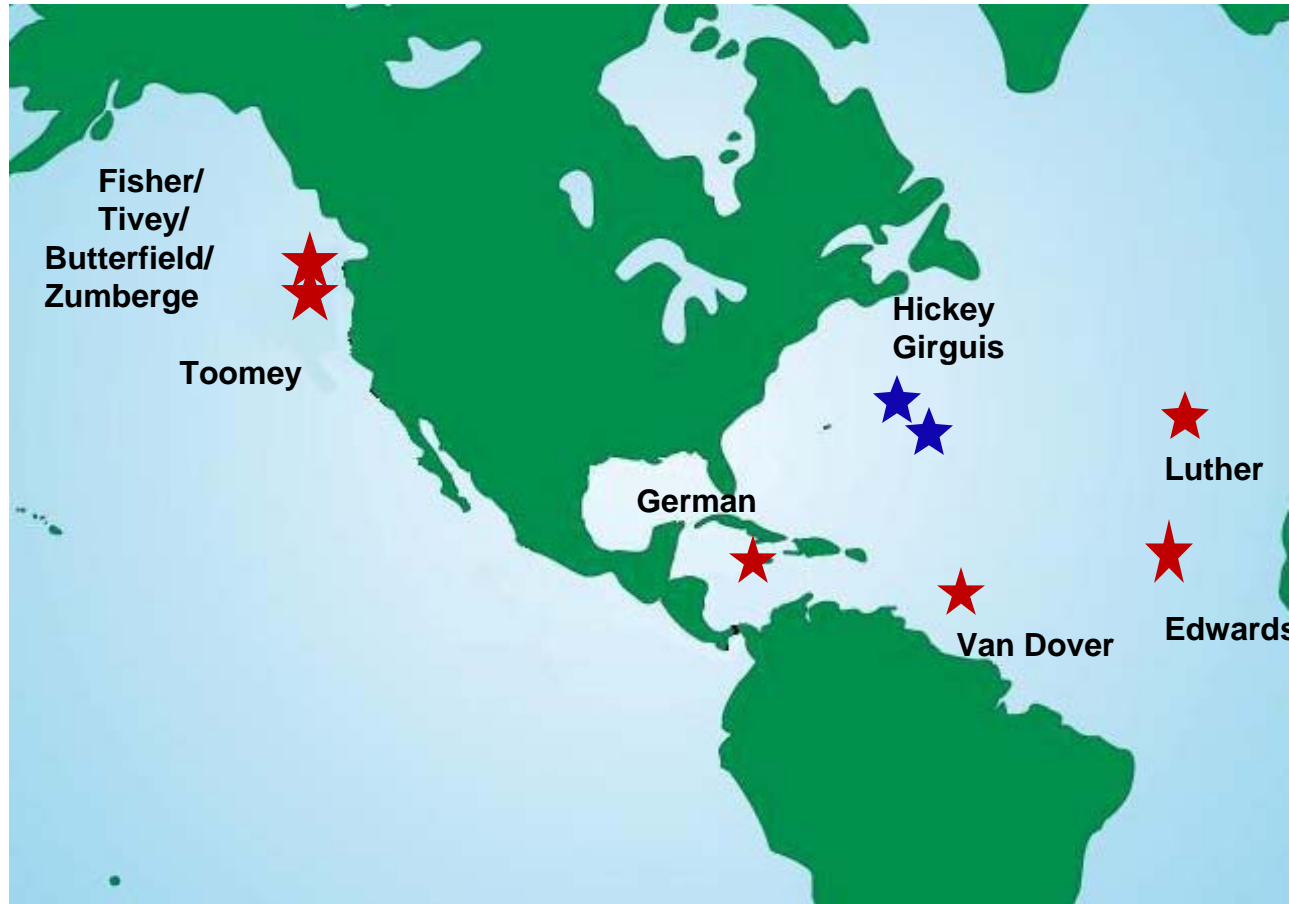 Fisher/
Tivey/
Butterfield/
Zumberge
Toomey
Hickey
Girguis
German
Luther
Van Dover
Edwards